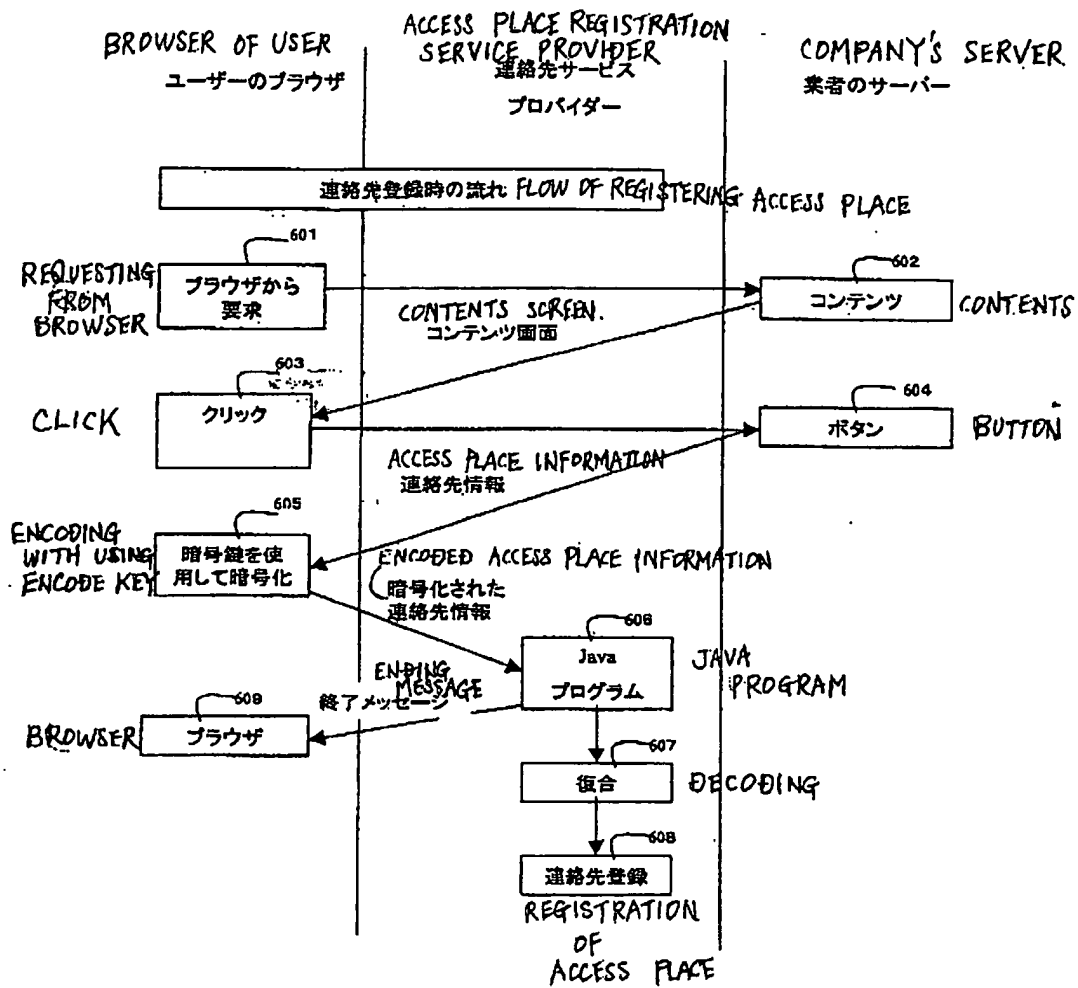 BROWSER OF USER
ユーザーのブラウザ
ACCESS PLACE REGISTRATION
SERVICE PROVIDER
連絡先サービス
プロバイダー
COMPANY'S SERVER
業者のサーバー
連絡先登録時の流れ FLOW OF REGISTERING ACCESS PLACE
601
REQUESTING
FROM
BROWSER
ブラウザから
要求
602
コンテンツ
CONTENTS
CONTENTS SCREEN.
コンテンツ画面
603
CLICK
クリック
604
ボタン
BUTTON
ACCESS PLACE INFORMATION
連絡先情報
605
ENCODING
WITH USING
ENCODE KEY
暗号鍵を使
用して暗号化
ENCODED ACCESS PLACE INFORMATION
暗号化された
連絡先情報
606
Java
プログラム
JAVA
PROGRAM
ENDING
MESSAGE
終了メッセージ
609
BROWSER
ブラウザ
607
復合
DECODING
608
連絡先登録
REGISTRATION
OF
ACCESS PLACE